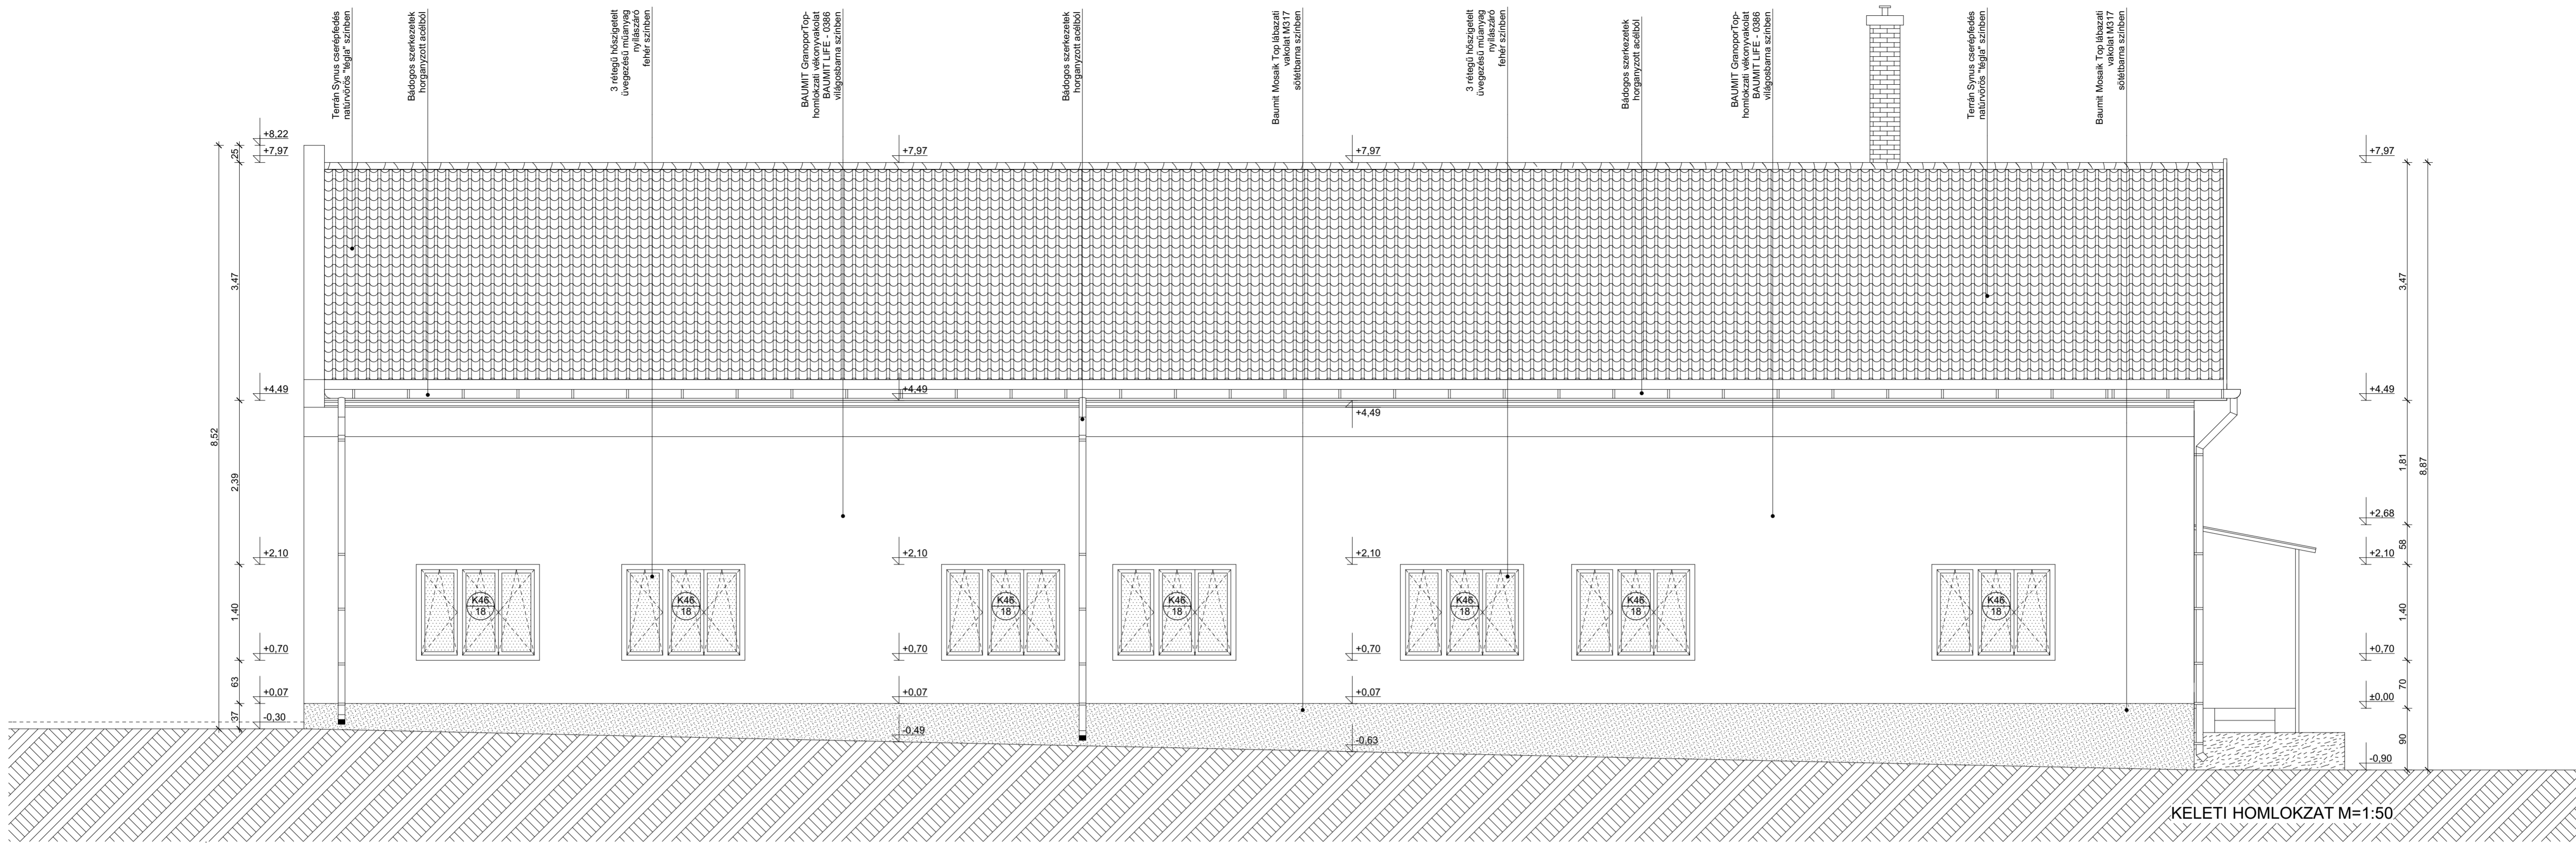 Terrán Synus cserépfedés
natúrvörös "tégla" színben
Bádogos szerkezetek
horganyzott acélból
3 rétegű hőszigetelt
üvegezésű műanyag
nyílászáró
fehér színben
BAUMIT GranoporTop-
homlokzati vékonyvakolat
BAUMIT LIFE - 0386
világosbarna színben
Bádogos szerkezetek
horganyzott acélból
Baumit Mosaik Top lábazati
vakolat M317
sötétbarna színben
3 rétegű hőszigetelt
üvegezésű műanyag
nyílászáró
fehér színben
Bádogos szerkezetek
horganyzott acélból
BAUMIT GranoporTop-
homlokzati vékonyvakolat
BAUMIT LIFE - 0386
világosbarna színben
Terrán Synus cserépfedés
natúrvörös "tégla" színben
Baumit Mosaik Top lábazati
vakolat M317
sötétbarna színben
8,52
25
3,47
2,39
1,40
63
37
+8,22
+7,97
+4,49
+2,10
+0,70
+0,07
-0,30
+7,97
+4,49
+2,10
+0,70
+0,07
-0,49
+7,97
+4,49
+2,10
+0,70
+0,07
-0,63
K46
18
K46
18
K46
18
K46
18
K46
18
K46
18
K46
18
+7,97
+4,49
+2,68
+2,10
+0,70
±0,00
-0,90
3,47
1,81
58
1,40
70
90
8,87
KELETI HOMLOKZAT M=1:50